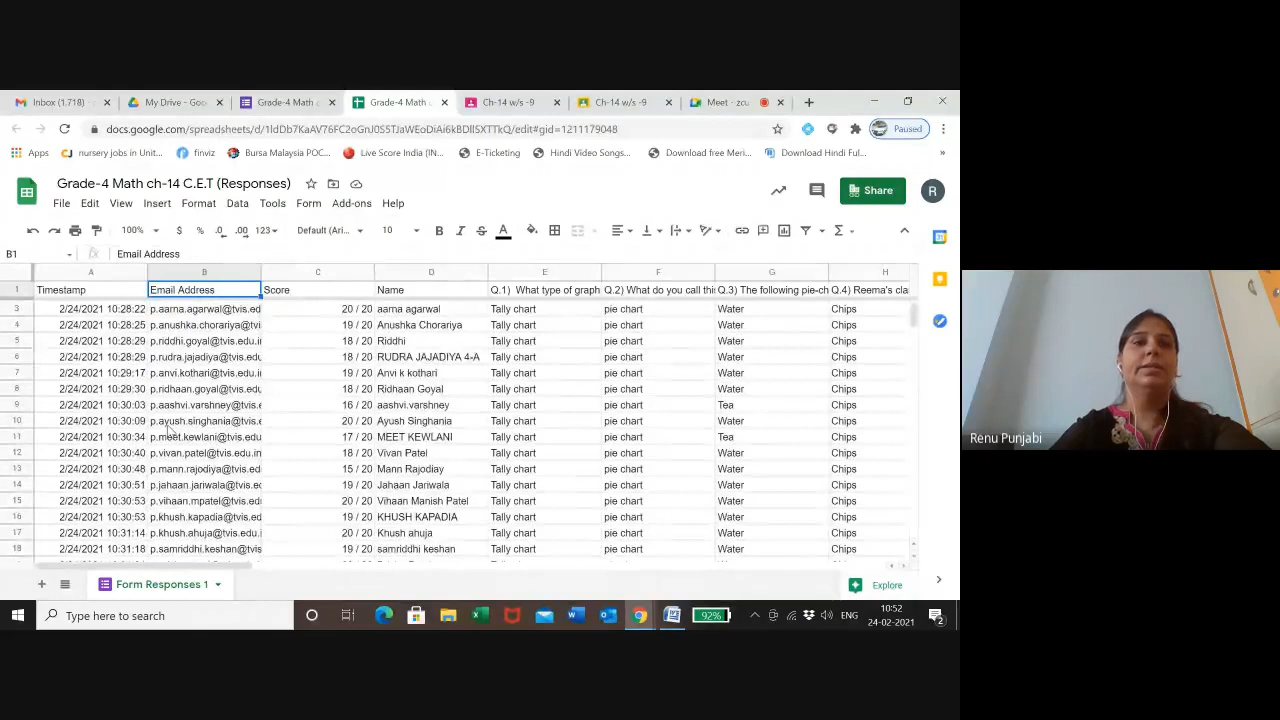 Inbox (1,718)
My Drive - Goo
Grade-4 Math
Grade-4 Math
Ch-14 w/s -9
Ch-14 w/s -9
Meet - zcu
docs.google.com/spreadsheets/d/
Paused
Apps
nursery jobs in Unit...
finviz
Bursa Malaysia POC...
Live Score India (IN...
E-Ticketing
Hindi Video Songs...
Download free Meri...
Download Hindi Ful...
Grade-4 Math ch-14 C.E.T (Responses)
Share
R
File Edit View Insert Format Data Tools Form Add-ons Help
100% $ % .0 .00 123 Default (Ari... 10 B I S A
B1 fx Email Address
A B C D E F G H
1 Timestamp Email Address Score Name Q.1) What type of graph Q.2) What do you call this Q.3) The following pie-ch Q.4) Reema's cla
3 2/24/2021 10:28:22 p.aarna.agarwal@tvis.ed 20 / 20 aarna agarwal Tally chart pie chart Water Chips
4 2/24/2021 10:28:25 p.anushka.chorariya@tvi 19 / 20 Anushka Chorariya Tally chart pie chart Water Chips
5 2/24/2021 10:28:29 p.riddhi.goyal@tvis.edu.i 18 / 20 Riddhi Tally chart pie chart Water Chips
6 2/24/2021 10:28:29 p.rudra.jajadiya@tvis.edu 18 / 20 RUDRA JAJADIYA 4-A Tally chart pie chart Water Chips
7 2/24/2021 10:29:17 p.anvi.kothari@tvis.edu.i 19 / 20 Anvi k kothari Tally chart pie chart Water Chips
8 2/24/2021 10:29:30 p.ridhaan.goyal@tvis.edu 18 / 20 Ridhaan Goyal Tally chart pie chart Water Chips
9 2/24/2021 10:30:03 p.aashvi.varshney@tvis.e 16 / 20 aashvi.varshney Tally chart pie chart Tea Chips
10 2/24/2021 10:30:09 p.ayush.singhania@tvis.e 20 / 20 Ayush Singhania Tally chart pie chart Water Chips
11 2/24/2021 10:30:34 p.meet.kewlani@tvis.edu 17 / 20 MEET KEWLANI Tally chart pie chart Tea Chips
12 2/24/2021 10:30:40 p.vivan.patel@tvis.edu.in 18 / 20 Vivan Patel Tally chart pie chart Water Chips
13 2/24/2021 10:30:48 p.mann.rajodiya@tvis.edu 15 / 20 Mann Rajodiay Tally chart pie chart Water Chips
14 2/24/2021 10:30:51 p.jahaan.jariwala@tvis.ed 19 / 20 Jahaan Jariwala Tally chart pie chart Water Chips
15 2/24/2021 10:30:53 p.vihaan.mpatel@tvis.ed 20 / 20 Vihaan Manish Patel Tally chart pie chart Water Chips
16 2/24/2021 10:30:53 p.khush.kapadia@tvis.ed 19 / 20 KHUSH KAPADIA Tally chart pie chart Water Chips
17 2/24/2021 10:31:14 p.khush.ahuja@tvis.edu.i 20 / 20 Khush ahuja Tally chart pie chart Water Chips
18 2/24/2021 10:31:18 p.samriddhi.keshan@tvis 19 / 20 samriddhi keshan Tally chart pie chart Water Chips
Form Responses 1
Explore
Type here to search
92%
ENG
10:52
24-02-2021
2
Renu Punjabi